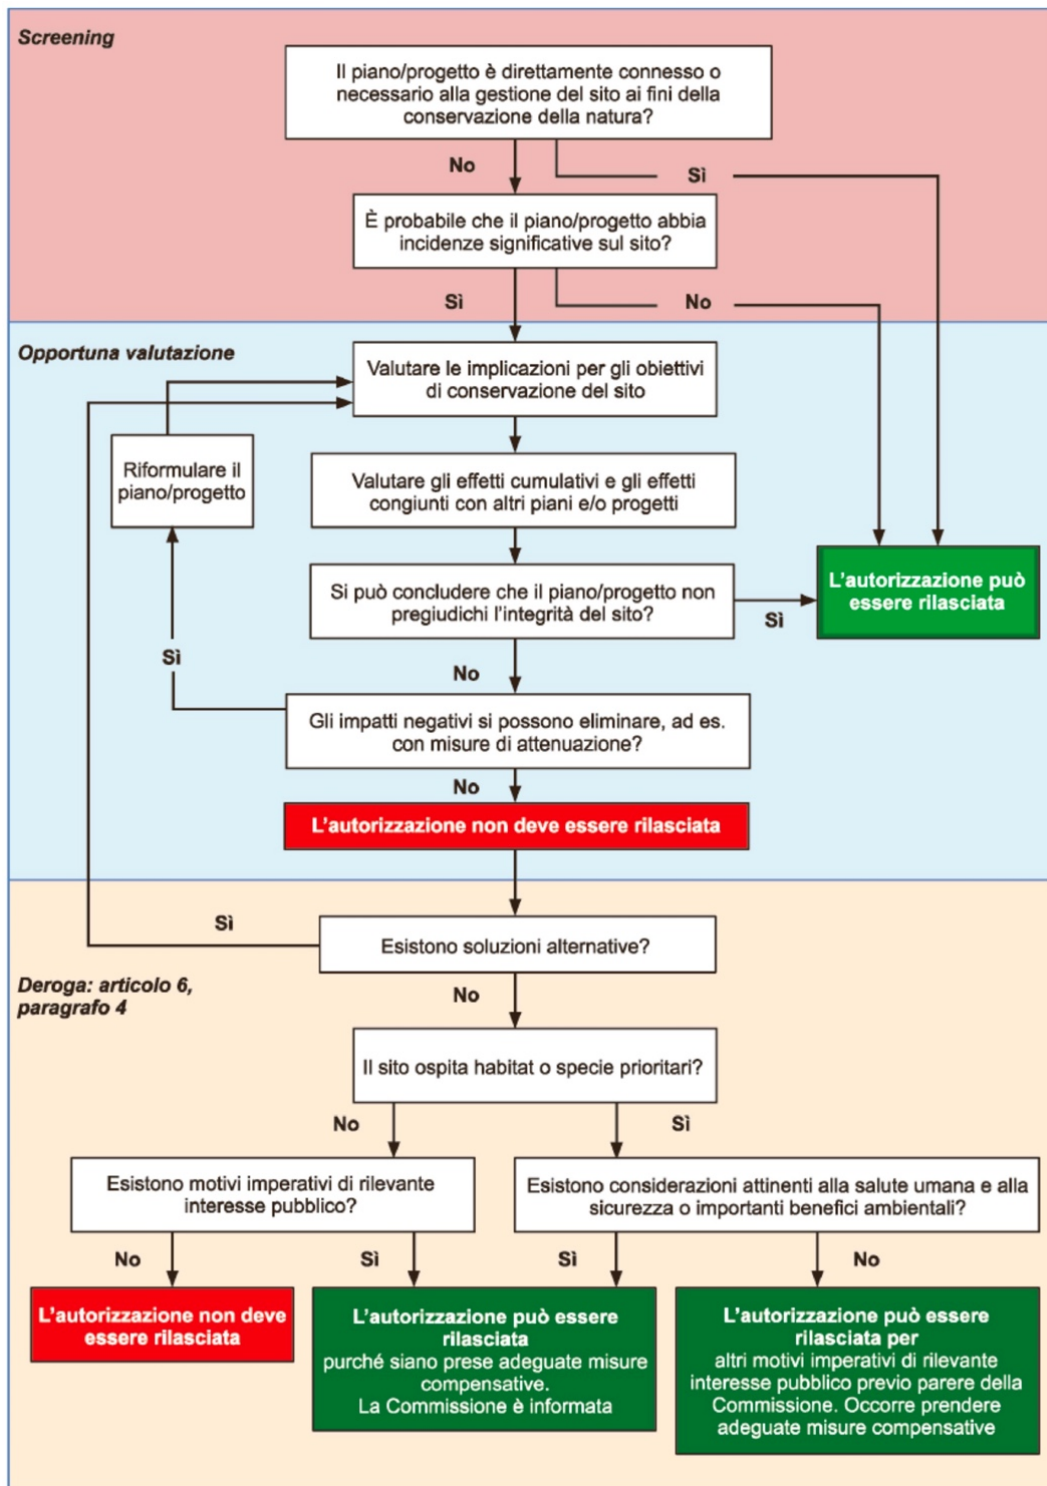 Screening
Il piano/progetto è direttamente connesso o
necessario alla gestione del sito ai fini della
conservazione della natura?
No
Sì
È probabile che il piano/progetto abbia
incidenze significative sul sito?
Sì
No
Opportuna valutazione
Valutare le implicazioni per gli obiettivi
di conservazione del sito
Riformulare il
piano/progetto
Valutare gli effetti cumulativi e gli effetti
congiunti con altri piani e/o progetti
L'autorizzazione può
essere rilasciata
Si può concludere che il piano/progetto non
pregiudichi l'integrità del sito?
Sì
No
Sì
Gli impatti negativi si possono eliminare, ad es.
con misure di attenuazione?
No
L'autorizzazione non deve essere rilasciata
Sì
Esistono soluzioni alternative?
Deroga: articolo 6,
paragrafo 4
No
Il sito ospita habitat o specie prioritari?
No
Sì
Esistono motivi imperativi di rilevante
interesse pubblico?
Esistono considerazioni attinenti alla salute umana e alla
sicurezza o importanti benefici ambientali?
No
Sì
Sì
No
L'autorizzazione non deve
essere rilasciata
L'autorizzazione può essere
rilasciata
purché siano prese adeguate misure
compensative.
La Commissione è informata
L'autorizzazione può essere
rilasciata per
altri motivi imperativi di rilevante
interesse pubblico previo parere della
Commissione. Occorre prendere
adeguate misure compensative